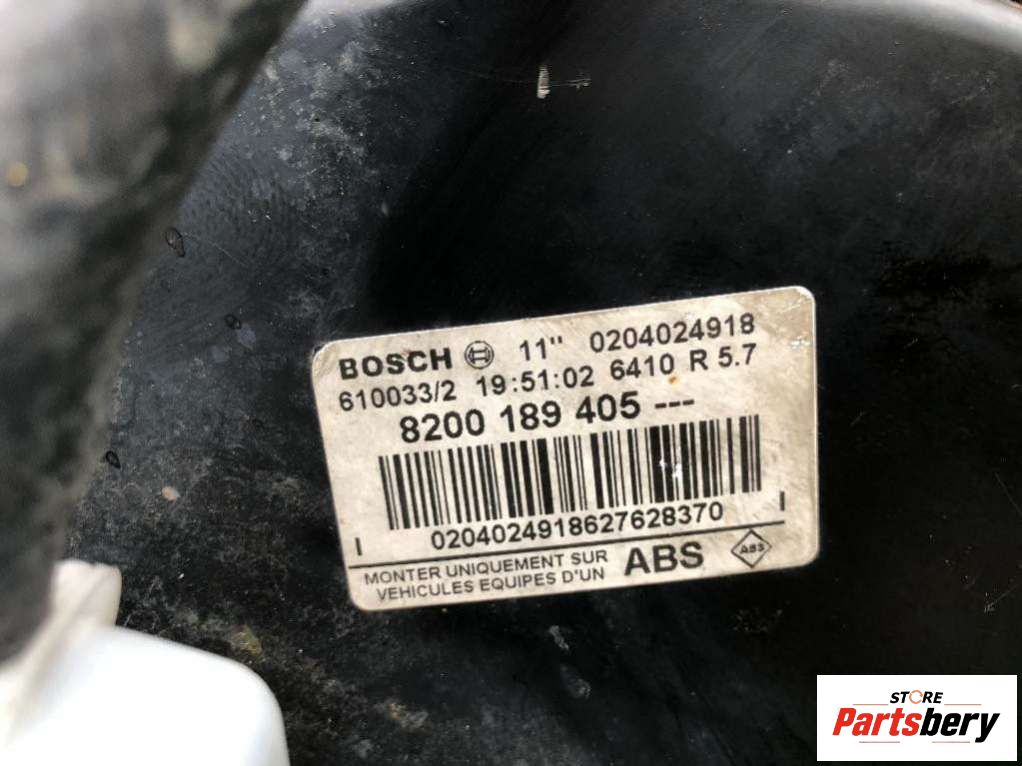 BOSCH 11" 0204024918
610033/2 19:51:02 6410 R 5.7
8200 189 405 ---
0204024918627628370
I I
MONTER UNIQUEMENT SUR
VEHICULES EQUIPES D'UN ABS ABS
STORE
Partsbery